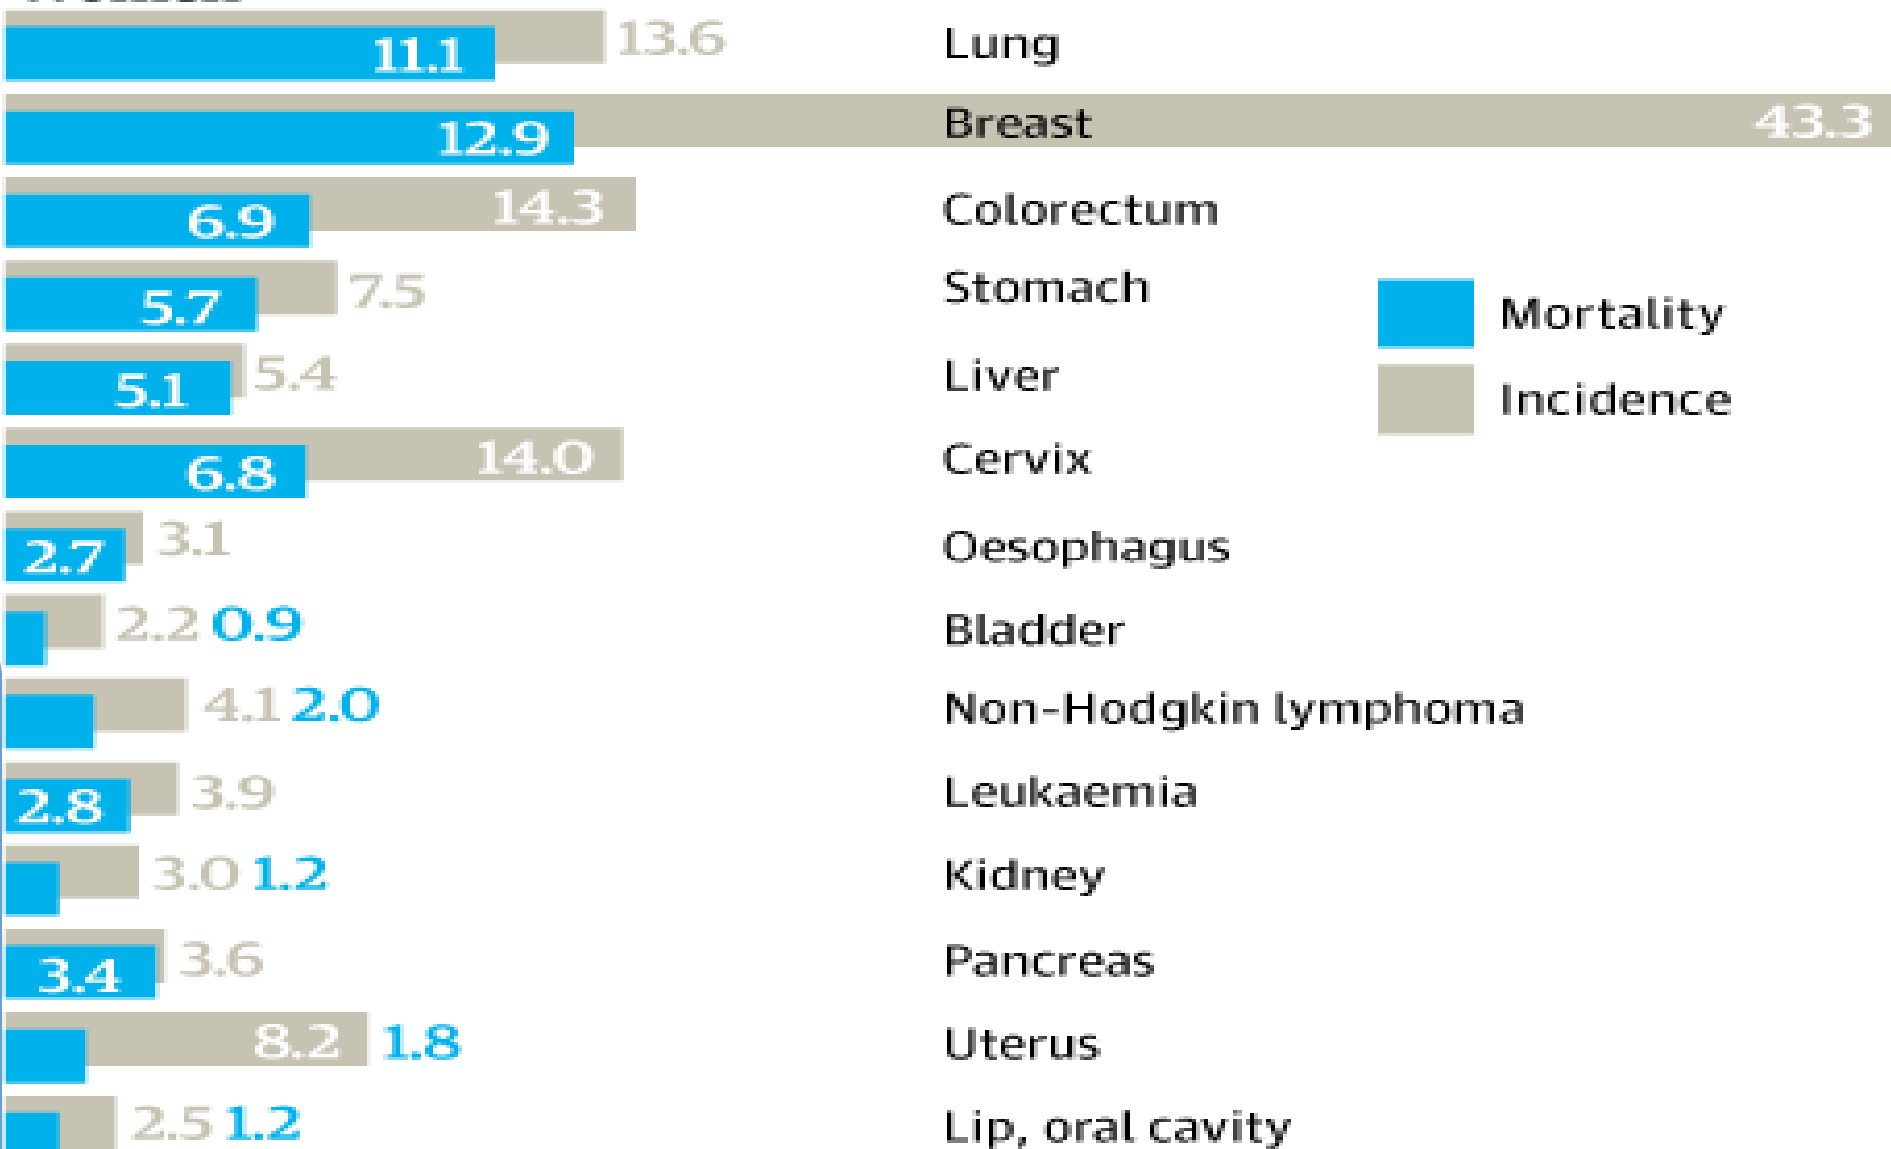 11.1 13.6 Lung
12.9 Breast 43.3
6.9 14.3 Colorectum
5.7 7.5 Stomach
Mortality
5.1 5.4 Liver
Incidence
6.8 14.0 Cervix
2.7 3.1 Oesophagus
2.2 0.9 Bladder
4.1 2.0 Non-Hodgkin lymphoma
2.8 3.9 Leukaemia
3.0 1.2 Kidney
3.4 3.6 Pancreas
8.2 1.8 Uterus
2.5 1.2 Lip, oral cavity